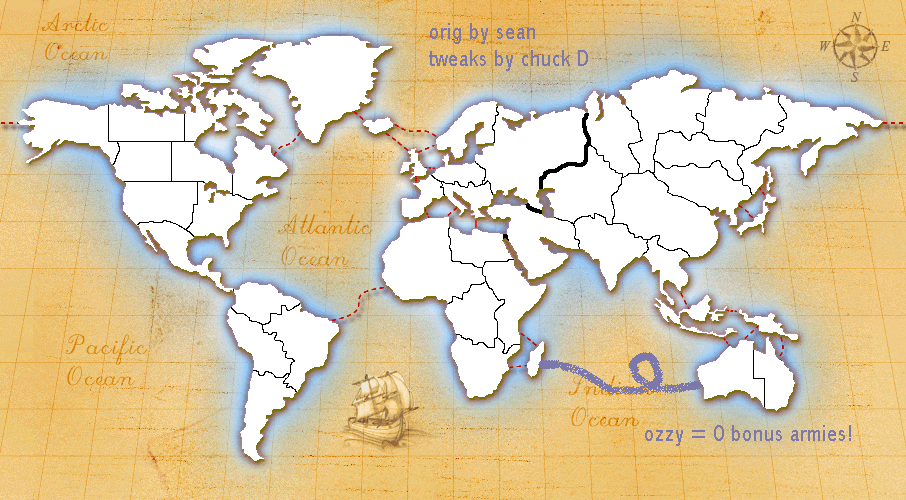 Arctic
Ocean
orig by sean
tweaks by chuck D
N
W
E
S
Atlantic
Ocean
Pacific
Ocean
Indian
Ocean
ozzy = 0 bonus armies!